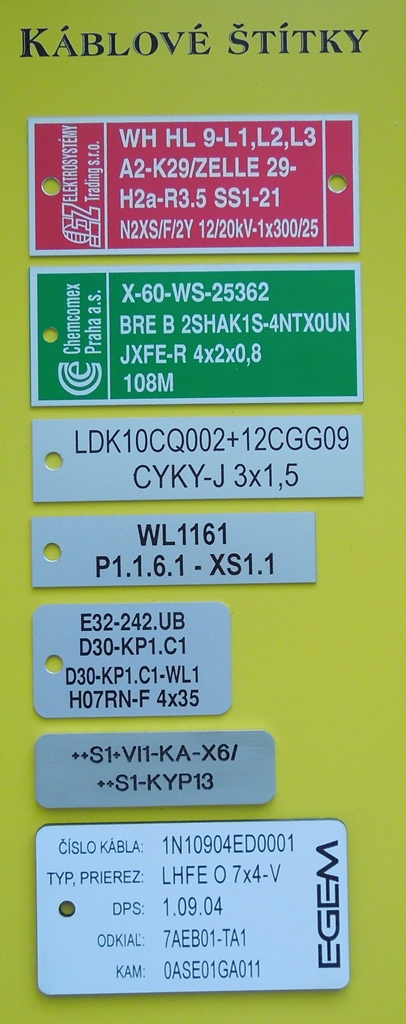 KÁBLOVÉ ŠTÍTKY
ELEKTROSYSTÉMY
Trading s.r.o.
WH HL 9-L1,L2,L3
A2-K29/ZELLE 29-
H2a-R3.5 SS1-21
N2XS/F/2Y 12/20kV-1x300/25
Chemcomex
Praha a.s.
X-60-WS-25362
BRE B 2SHAK1S-4NTX0UN
JXFE-R 4x2x0,8
108M
LDK10CQ002+12CGG09
CYKY-J 3x1,5
WL1161
P1.1.6.1 - XS1.1
E32-242.UB
D30-KP1.C1
D30-KP1.C1-WL1
H07RN-F 4x35
++S1+VI1-KA-X6/
++S1-KYP13
ČÍSLO KÁBLA: 1N10904ED0001
TYP, PRIEREZ: LHFE O 7x4-V
DPS: 1.09.04
ODKIAĽ: 7AEB01-TA1
KAM: 0ASE01GA011
EGEM